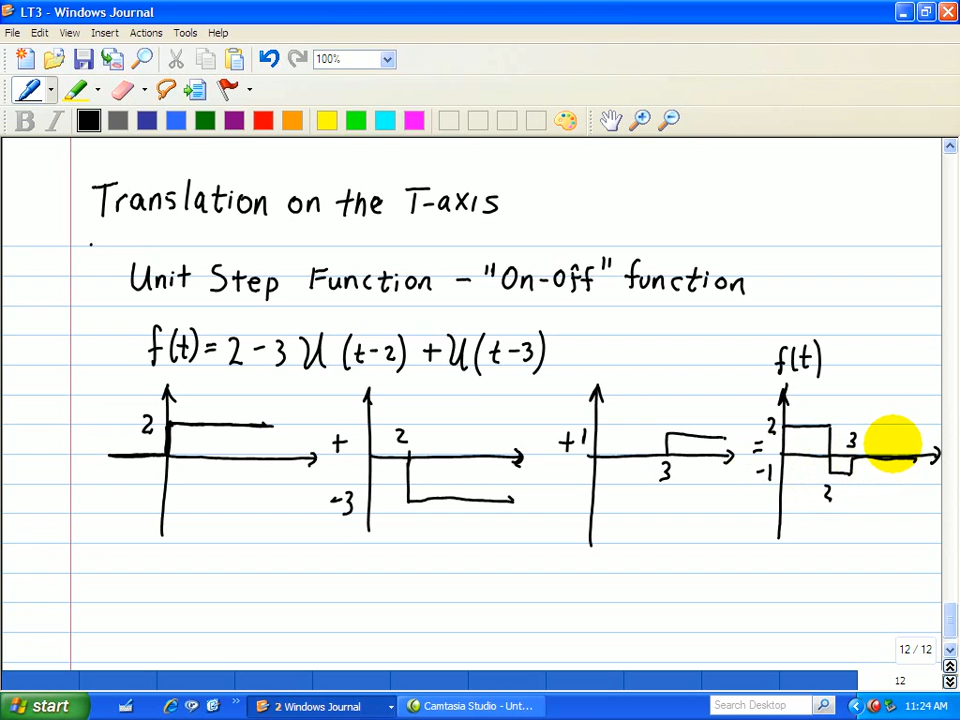 LT3 - Windows Journal
File Edit View Insert Actions Tools Help
100%
B I
Translation on the T-axis
Unit Step Function - "On-Off" function
f(t) = 2 - 3 U (t-2) + U (t-3)
f(t)
2 + 2 -3 +1 3 = 2 -1 2 3
12 / 12
12
start » 2 Windows Journal Camtasia Studio - Unt... Search Desktop 11:24 AM